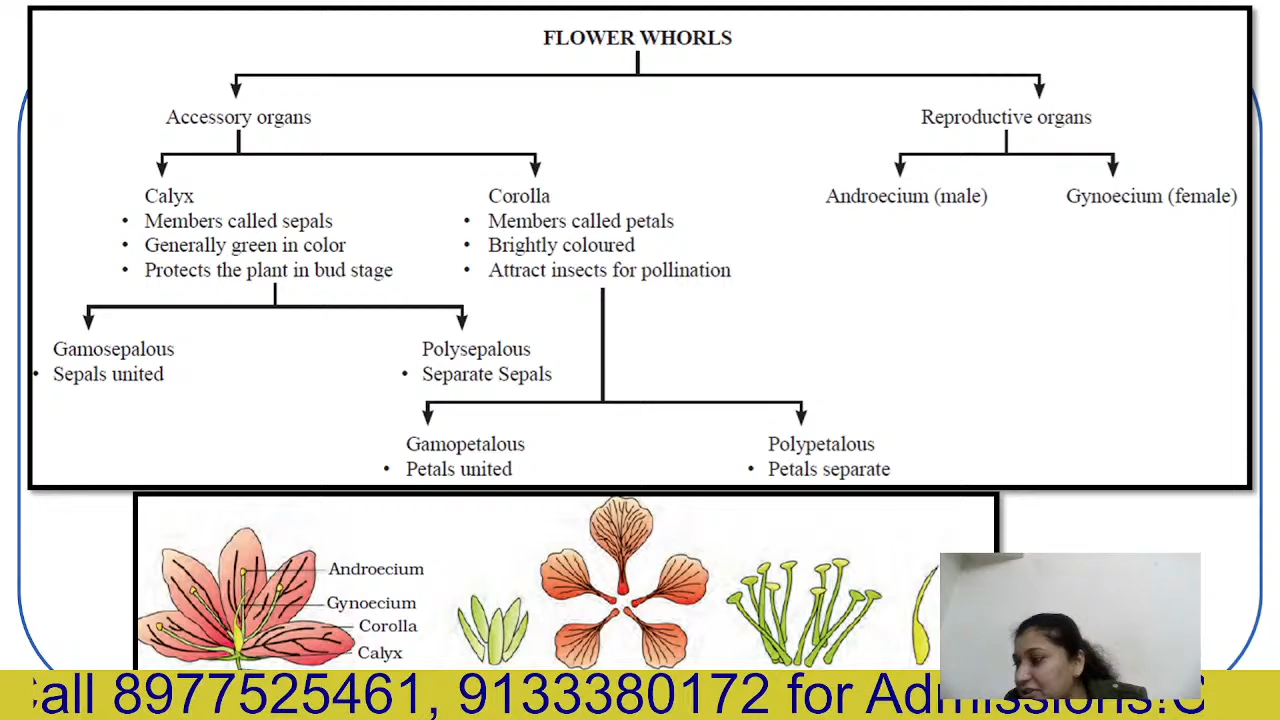 FLOWER WHORLS
Accessory organs
Reproductive organs
Calyx
• Members called sepals
• Generally green in color
• Protects the plant in bud stage
Corolla
• Members called petals
• Brightly coloured
• Attract insects for pollination
Androecium (male)
Gynoecium (female)
Gamosepalous
• Sepals united
Polysepalous
• Separate Sepals
Gamopetalous
• Petals united
Polypetalous
• Petals separate
Androecium
Gynoecium
Corolla
Calyx
Call 8977525461, 9133380172 for Admissions!C